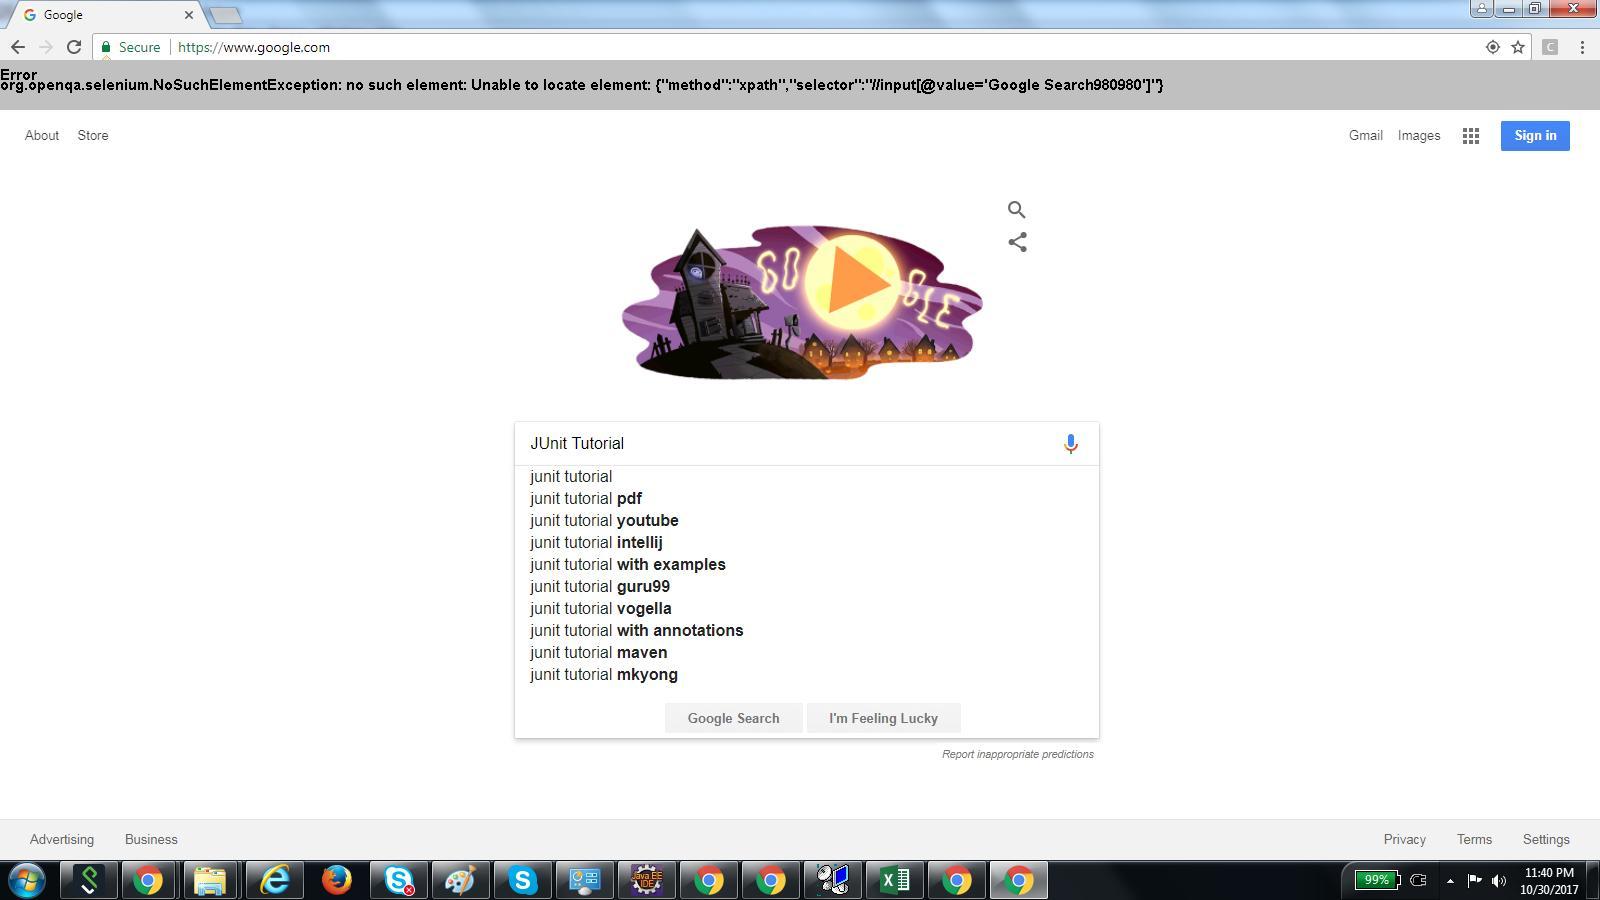 Google
Secure https://www.google.com
C
Error
org.openqa.selenium.NoSuchElementException: no such element: Unable to locate element: {"method":"xpath","selector":"//input[@value='Google Search980980']"}
About Store
Gmail Images Sign in
GO GLE
JUnit Tutorial
junit tutorial
junit tutorial pdf
junit tutorial youtube
junit tutorial intellij
junit tutorial with examples
junit tutorial guru99
junit tutorial vogella
junit tutorial with annotations
junit tutorial maven
junit tutorial mkyong
Google Search I'm Feeling Lucky
Report inappropriate predictions
Advertising Business Privacy Terms Settings
Java EE
IDE
99%
11:40 PM
10/30/2017